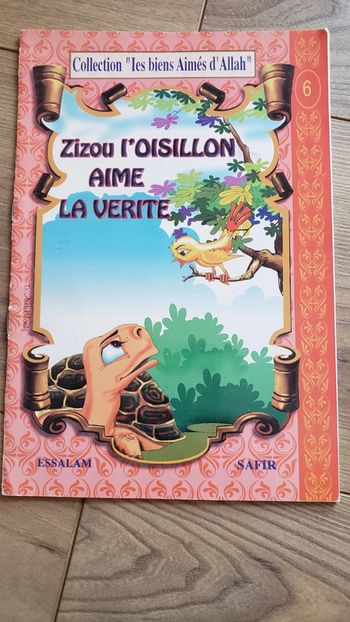 Collection "les biens Aimés d'Allah"
6
Zizou l'OISILLON
AIME
LA VERITE
ESSALAM
SAFIR